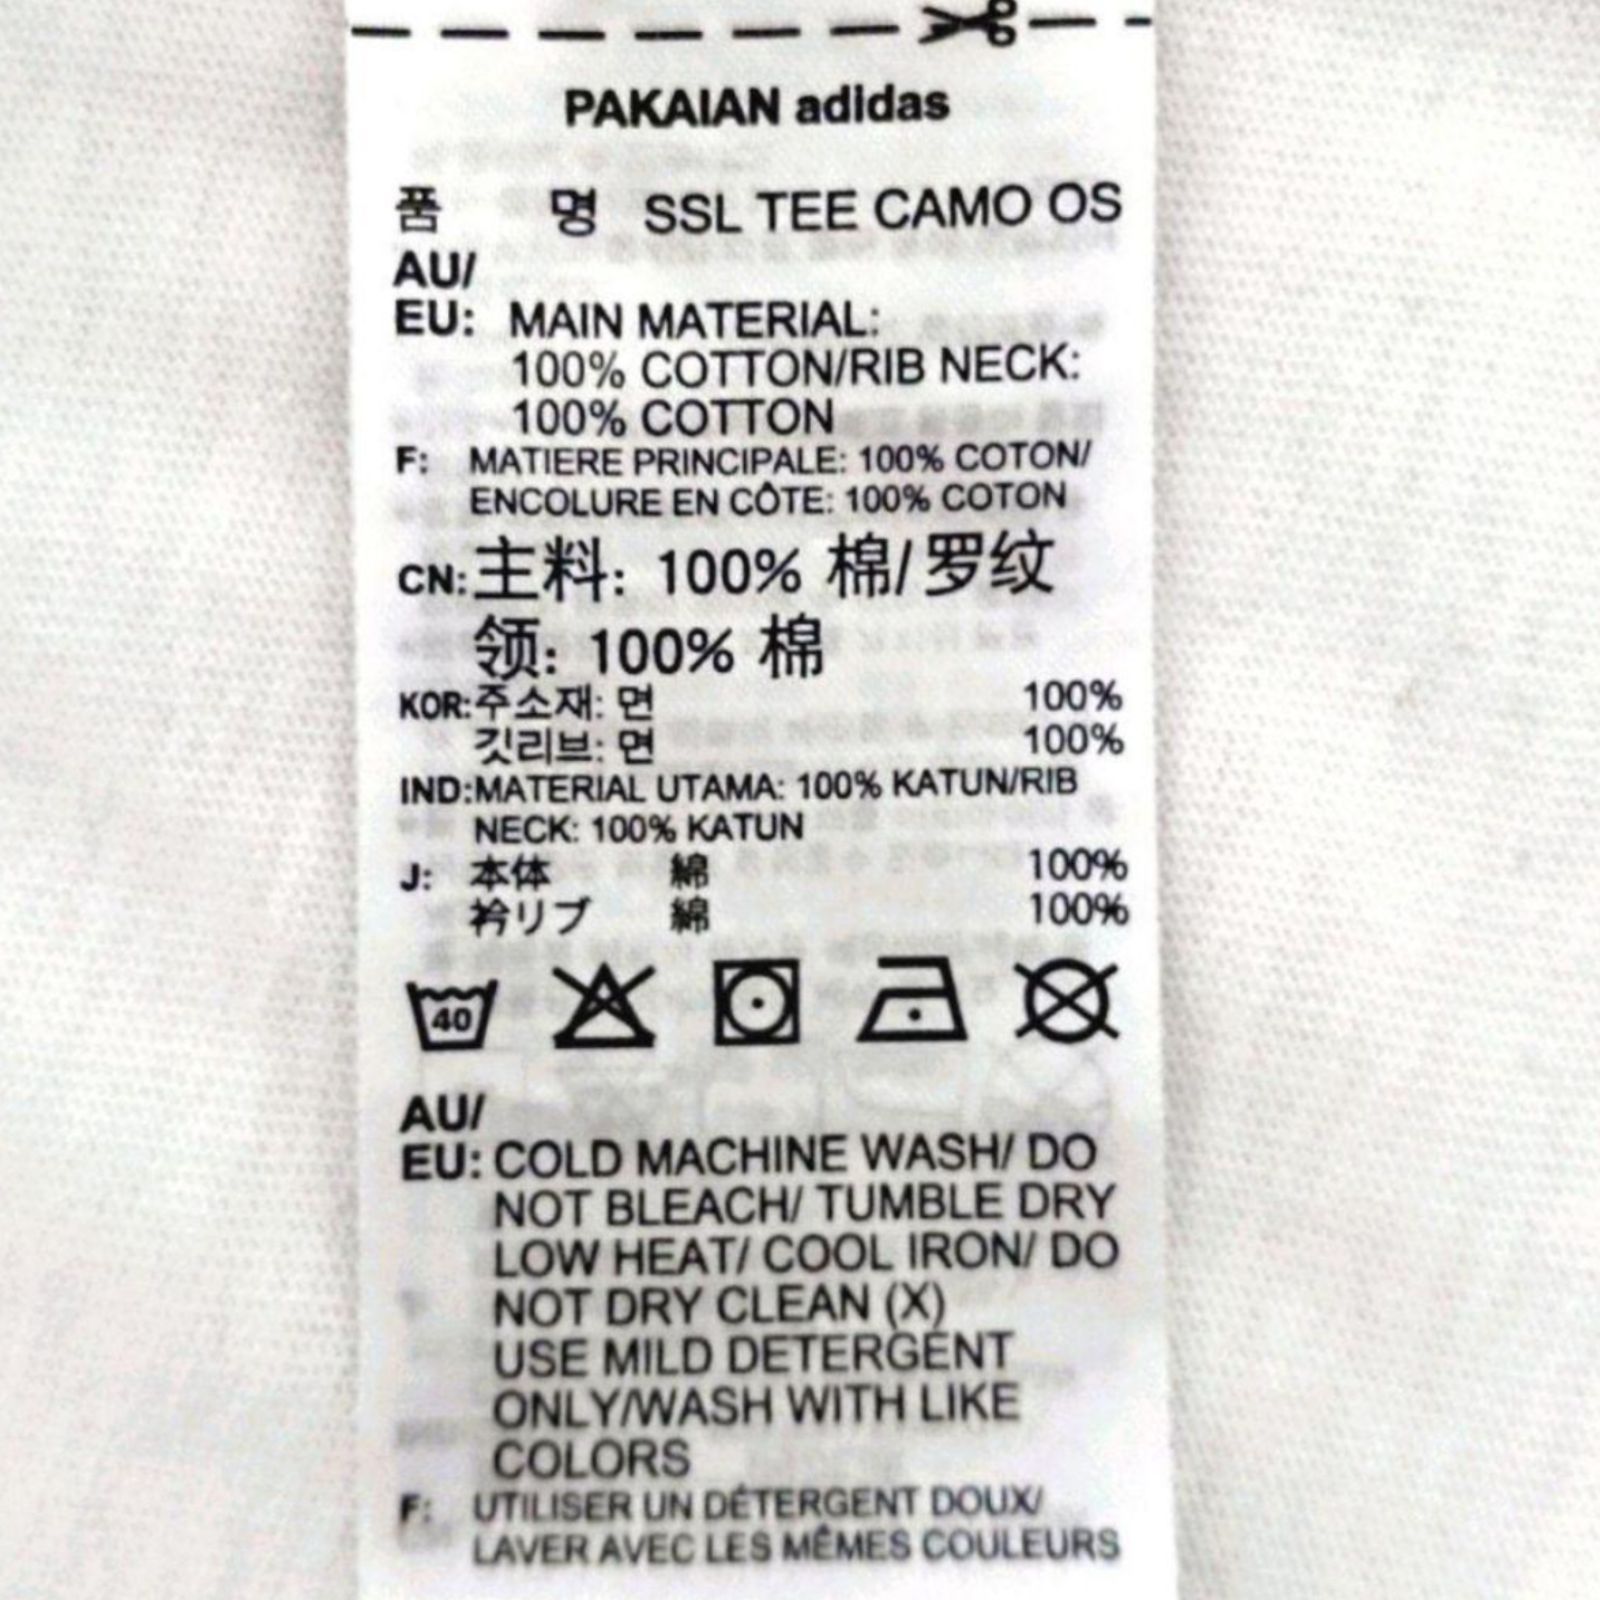 PAKAIAN adidas
품 명 SSL TEE CAMO OS
AU/
EU: MAIN MATERIAL:
100% COTTON/RIB NECK:
100% COTTON
F: MATIERE PRINCIPALE: 100% COTON/
ENCOLURE EN CÔTE: 100% COTON
CN: 主料: 100% 棉/罗纹
领: 100% 棉
KOR: 주소재: 면 100%
깃리브: 면 100%
IND: MATERIAL UTAMA: 100% KATUN/RIB
NECK: 100% KATUN
J: 本体 綿 100%
衿リブ 綿 100%
40
AU/
EU: COLD MACHINE WASH/ DO
NOT BLEACH/ TUMBLE DRY
LOW HEAT/ COOL IRON/ DO
NOT DRY CLEAN (X)
USE MILD DETERGENT
ONLY/WASH WITH LIKE
COLORS
F: UTILISER UN DÉTERGENT DOUX/
LAVER AVEC LES MÊMES COULEURS